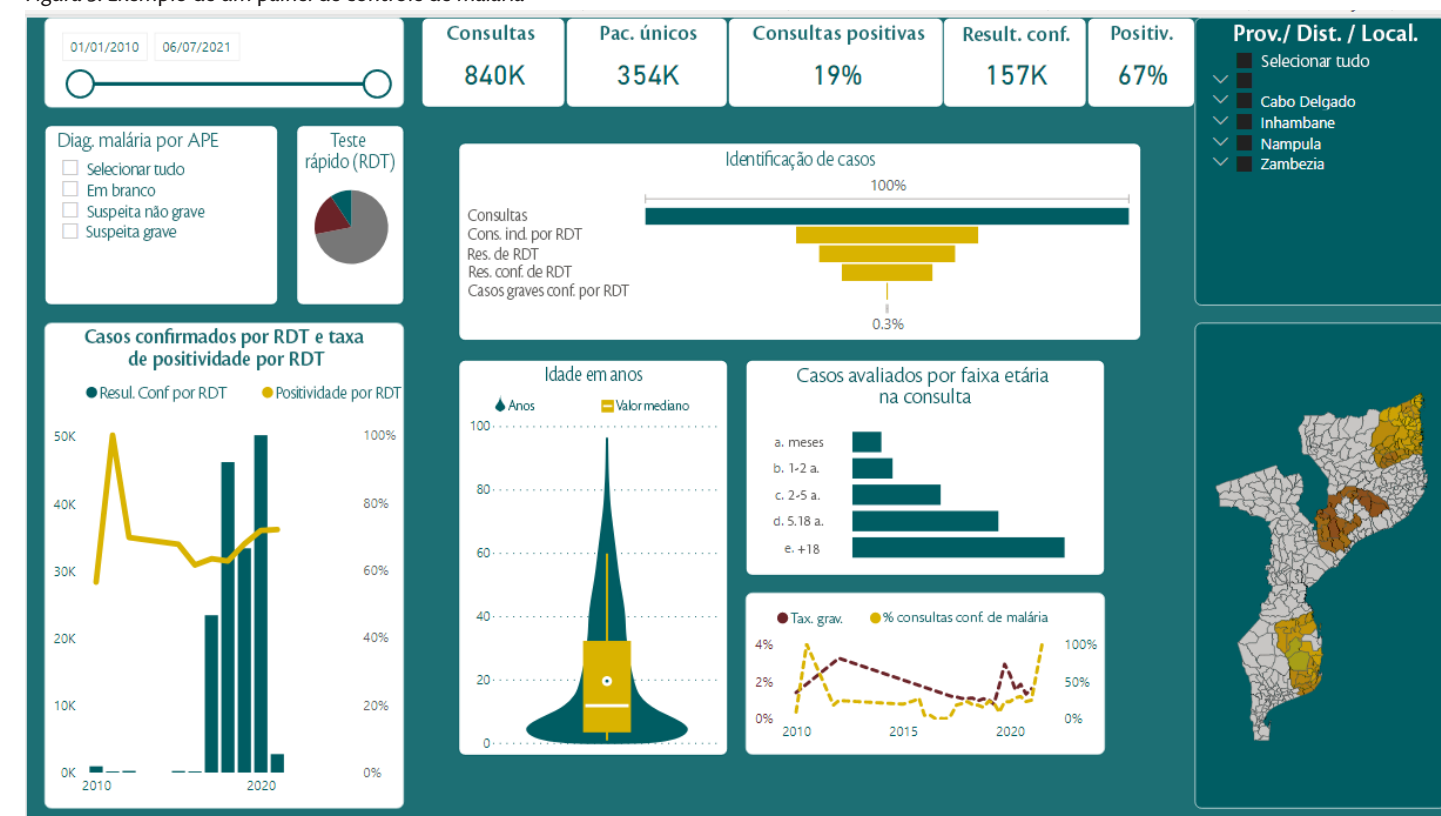 01/01/2010 06/07/2021
Consultas
840K
Pac. únicos
354K
Consultas positivas
19%
Result. conf.
157K
Positiv.
67%
Prov./ Dist. / Local.
Selecionar tudo
Cabo Delgado
Inhambane
Nampula
Zambezia
Diag. malária por APE
Selecionar tudo
Em branco
Suspeita não grave
Suspeita grave
Teste
rápido (RDT)
Identificação de casos
100%
Consultas
Cons. ind. por RDT
Res. de RDT
Res. conf. de RDT
Casos graves conf. por RDT
0.3%
Casos confirmados por RDT e taxa
de positividade por RDT
Resul. Conf por RDT Positividade por RDT
50K 100%
40K 80%
30K 60%
20K 40%
10K 20%
0K 0%
2010 2020
Idade em anos
Anos Valor mediano
100
80
60
40
20
0
Casos avaliados por faixa etária
na consulta
a. meses
b. 1-2 a.
c. 2-5 a.
d. 5.18 a.
e. +18
Tax. grav. % consultas conf. de malária
4% 100%
2% 50%
0% 0%
2010 2015 2020